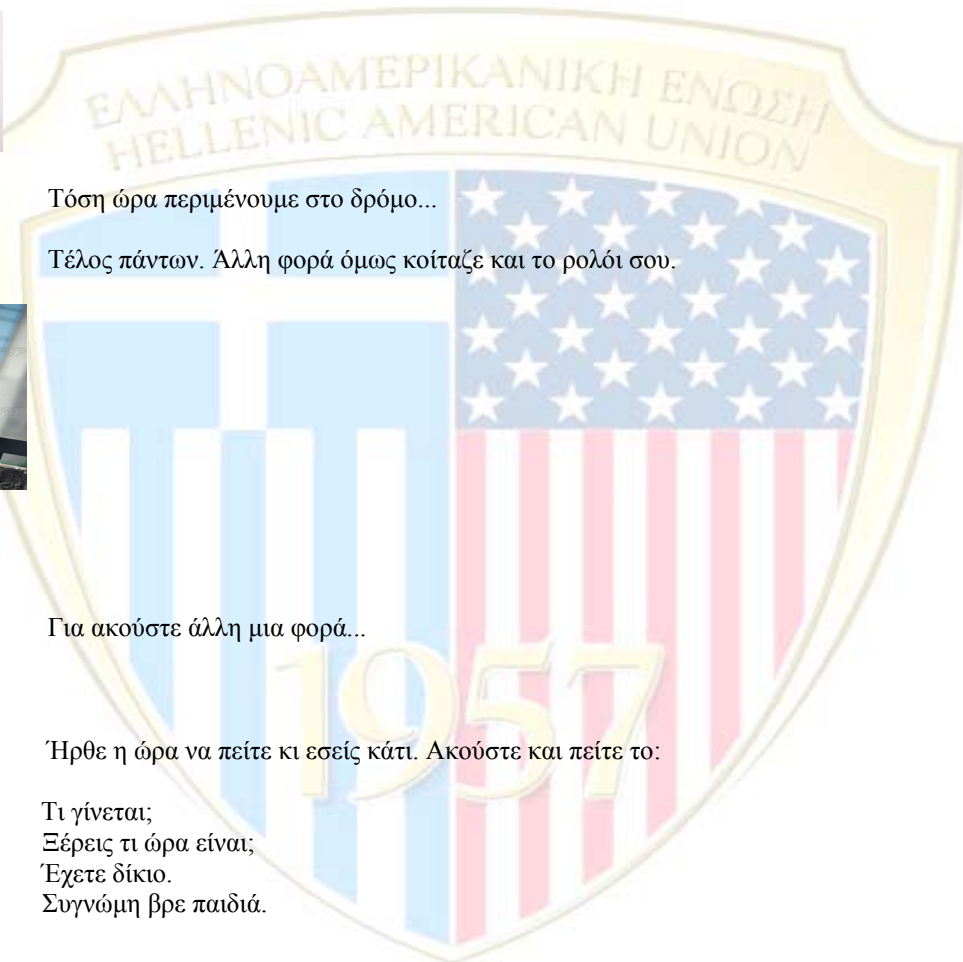 ΕΛΛΗΝΟΑΜΕΡΙΚΑΝΙΚΗ ΕΝΩΣΗ
HELLENIC AMERICAN UNION
Τόση ώρα περιμένουμε στο δρόμο...
Τέλος πάντων. Άλλη φορά όμως κοίταζε και το ρολόι σου.
Για ακούστε άλλη μια φορά...
1957
Ήρθε η ώρα να πείτε κι εσείς κάτι. Ακούστε και πείτε το:
Τι γίνεται;
Ξέρεις τι ώρα είναι;
Έχετε δίκιο.
Συγνώμη βρε παιδιά.